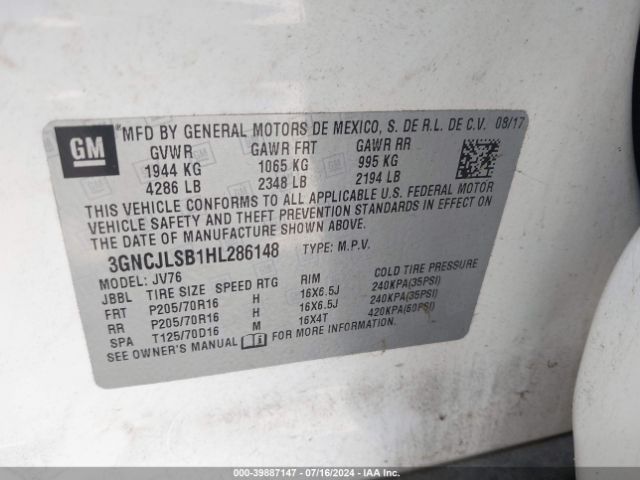 GM
*MFD BY GENERAL MOTORS DE MEXICO, S. DE R.L. DE C.V. 08/17
GVWR GAWR FRT GAWR RR
1944 KG 1065 KG 995 KG
4286 LB 2348 LB 2194 LB
THIS VEHICLE CONFORMS TO ALL APPLICABLE U.S. FEDERAL MOTOR
VEHICLE SAFETY AND THEFT PREVENTION STANDARDS IN EFFECT ON
THE DATE OF MANUFACTURE SHOWN ABOVE.
3GNCJLSB1HL286148 TYPE: M.P.V.
MODEL: JV76
JBBL TIRE SIZE SPEED RTG RIM COLD TIRE PRESSURE
FRT P205/70R16 H 16X6.5J 240KPA(35PSI)
RR P205/70R16 H 16X6.5J 240KPA(35PSI)
SPA T125/70D16 M 16X4T 420KPA(60PSI)
SEE OWNER'S MANUAL FOR MORE INFORMATION.
000-39887147 - 07/16/2024 - IAA Inc.